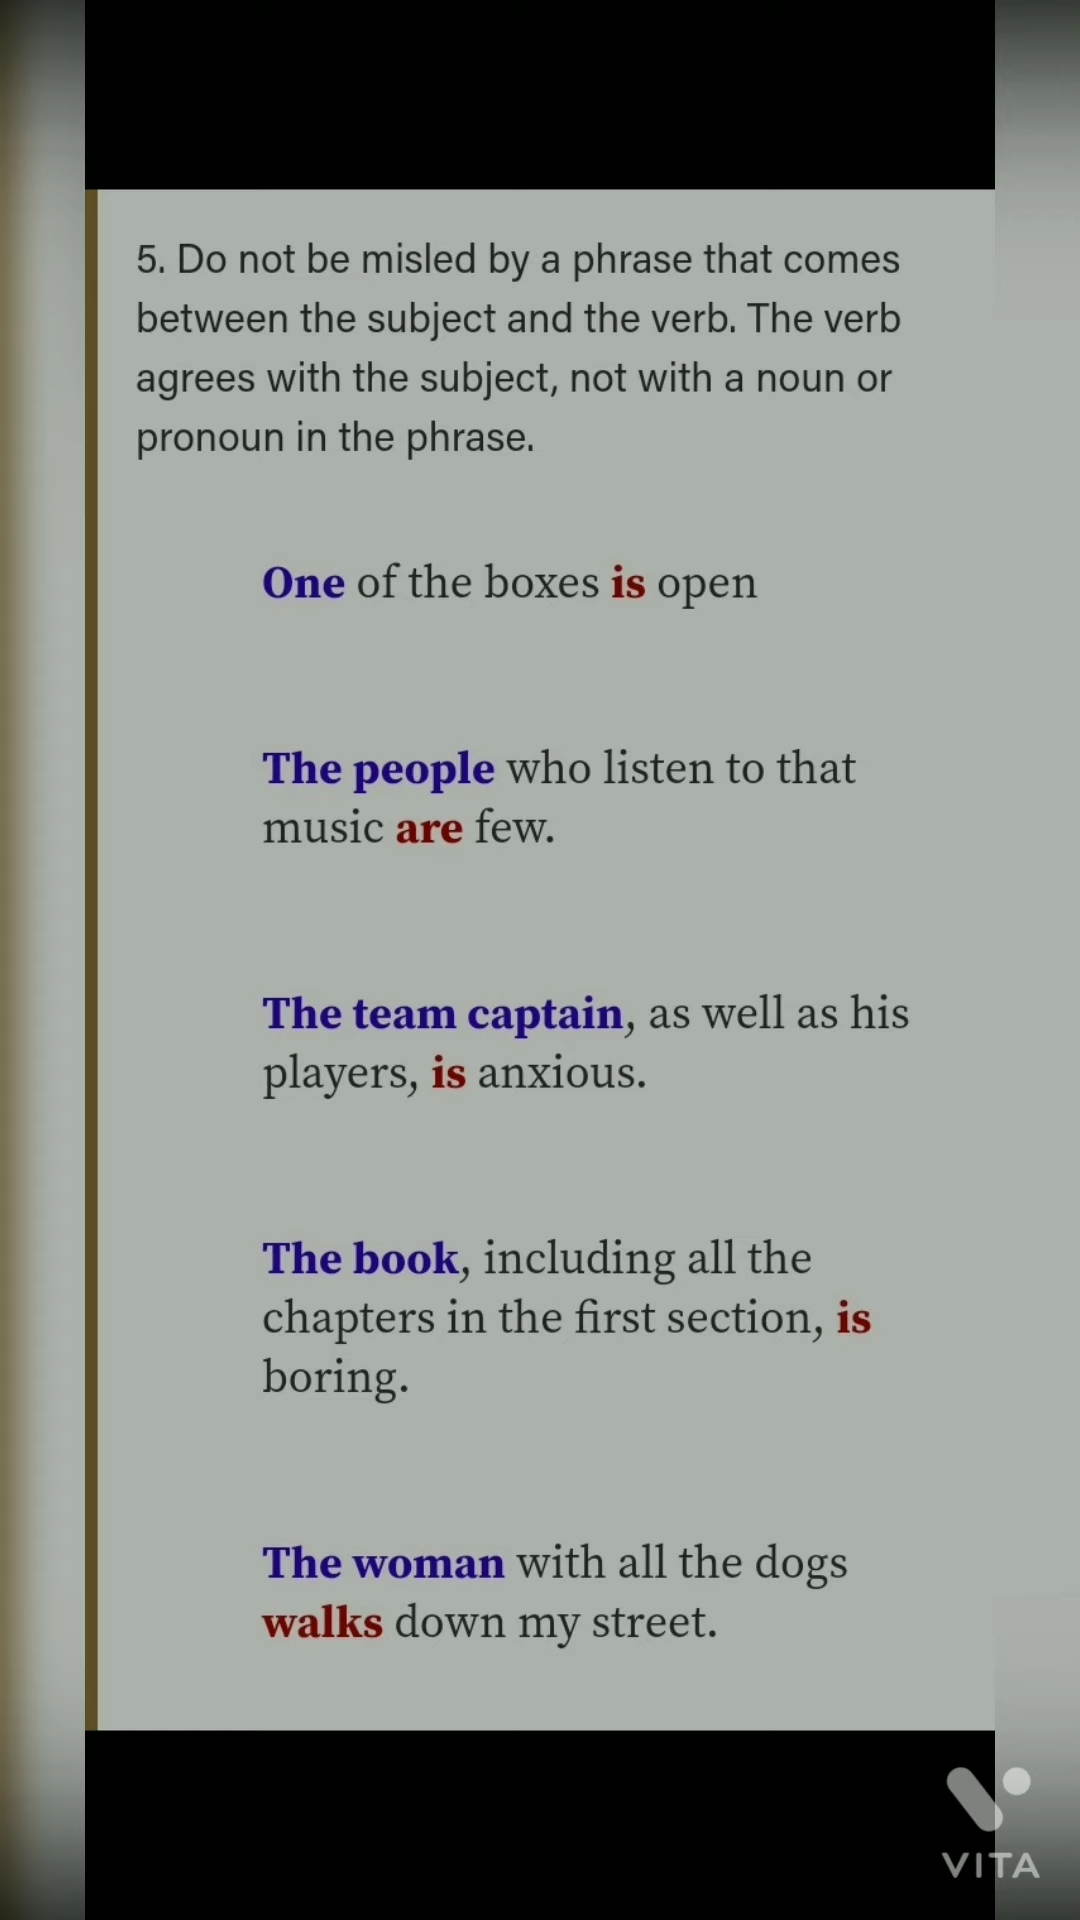 5. Do not be misled by a phrase that comes
between the subject and the verb. The verb
agrees with the subject, not with a noun or
pronoun in the phrase.
One of the boxes is open
The people who listen to that
music are few.
The team captain, as well as his
players, is anxious.
The book, including all the
chapters in the first section, is
boring.
The woman with all the dogs
walks down my street.
VITA